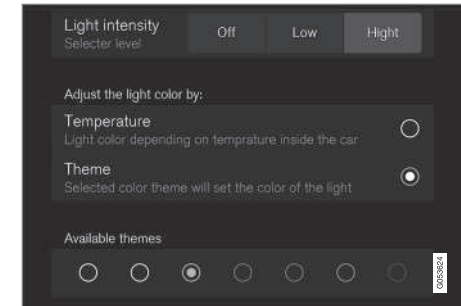 Light intensity
Selecter level
Off
Low
Hight
Adjust the light color by:
Temperature
Light color depending on temprature inside the car
Theme
Selected color theme will set the color of the light
Available themes
G053624